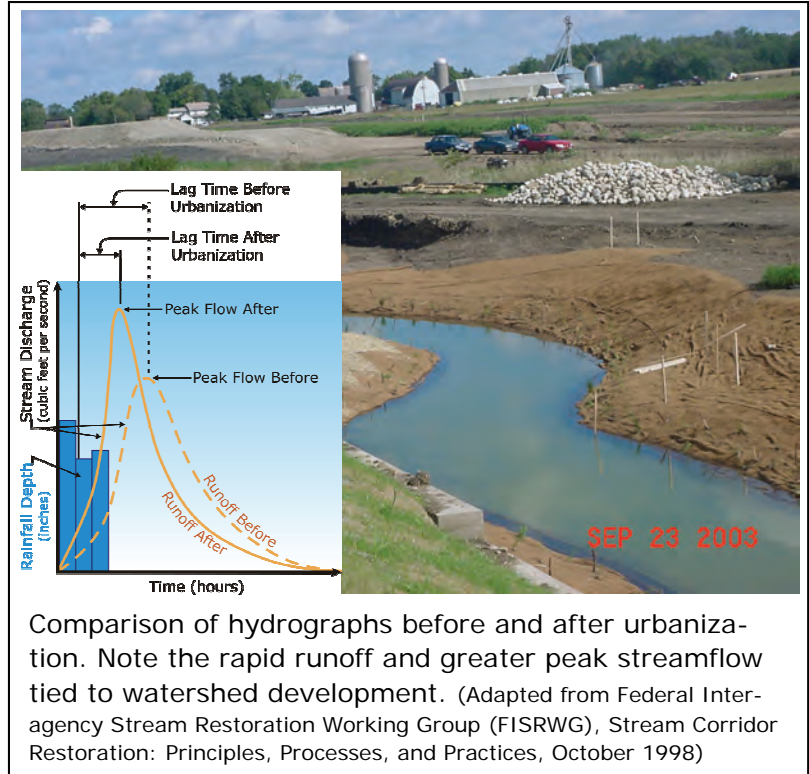 Lag Time Before
Urbanization
Lag Time After
Urbanization
Stream Discharge
(cubic feet per second)
Peak Flow After
Peak Flow Before
Rainfall Depth
(inches)
Runoff Before
Runoff After
Time (hours)
SEP 23 2003
Comparison of hydrographs before and after urbaniza-
tion. Note the rapid runoff and greater peak streamflow
tied to watershed development. (Adapted from Federal Inter-
agency Stream Restoration Working Group (FISRWG), Stream Corridor
Restoration: Principles, Processes, and Practices, October 1998)